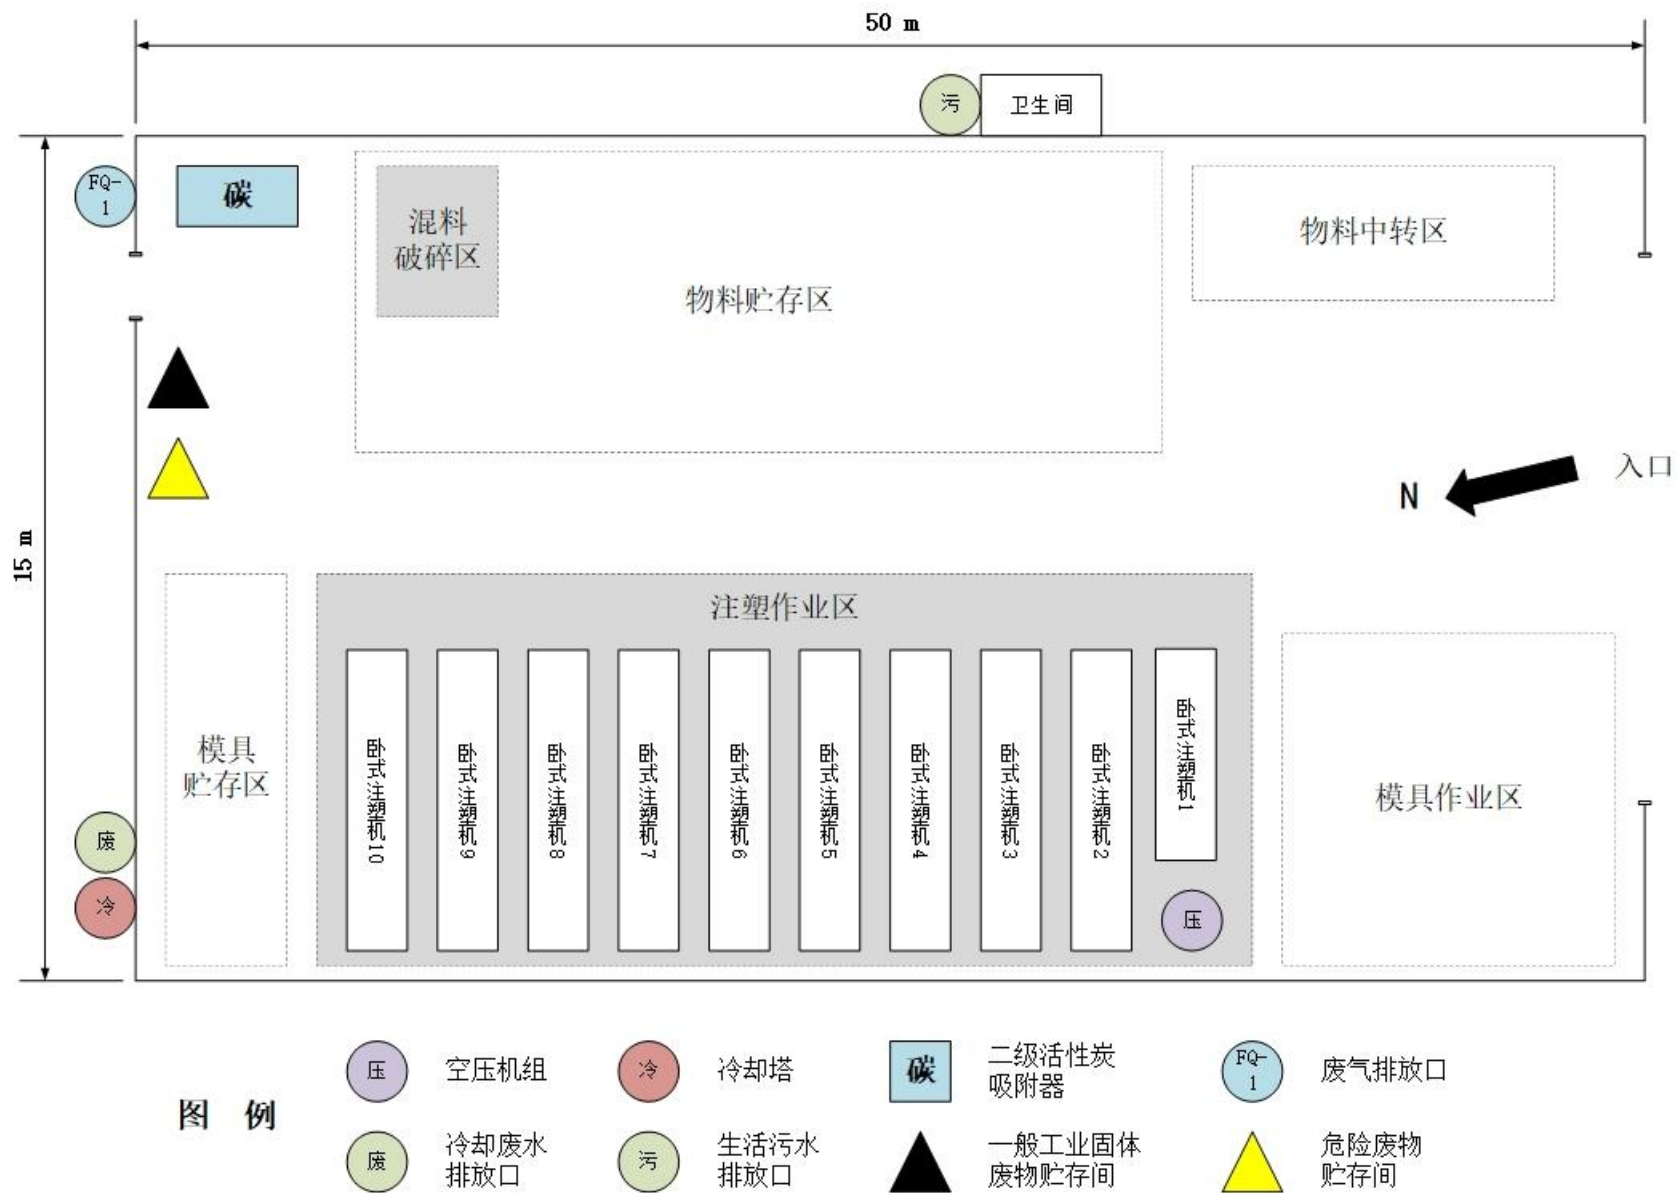 50 m
污
卫生间
FQ-
1
碳
混料
破碎区
物料贮存区
物料中转区
入口
N
15 m
注塑作业区
模具
贮存区
卧式注塑机10
卧式注塑机9
卧式注塑机8
卧式注塑机7
卧式注塑机6
卧式注塑机5
卧式注塑机4
卧式注塑机3
卧式注塑机2
卧式注塑机1
模具作业区
废
冷
压
图 例
压
空压机组
冷
冷却塔
碳
二级活性炭
吸附器
FQ-
1
废气排放口
废
冷却废水
排放口
污
生活污水
排放口
一般工业固体
废物贮存间
危险废物
贮存间